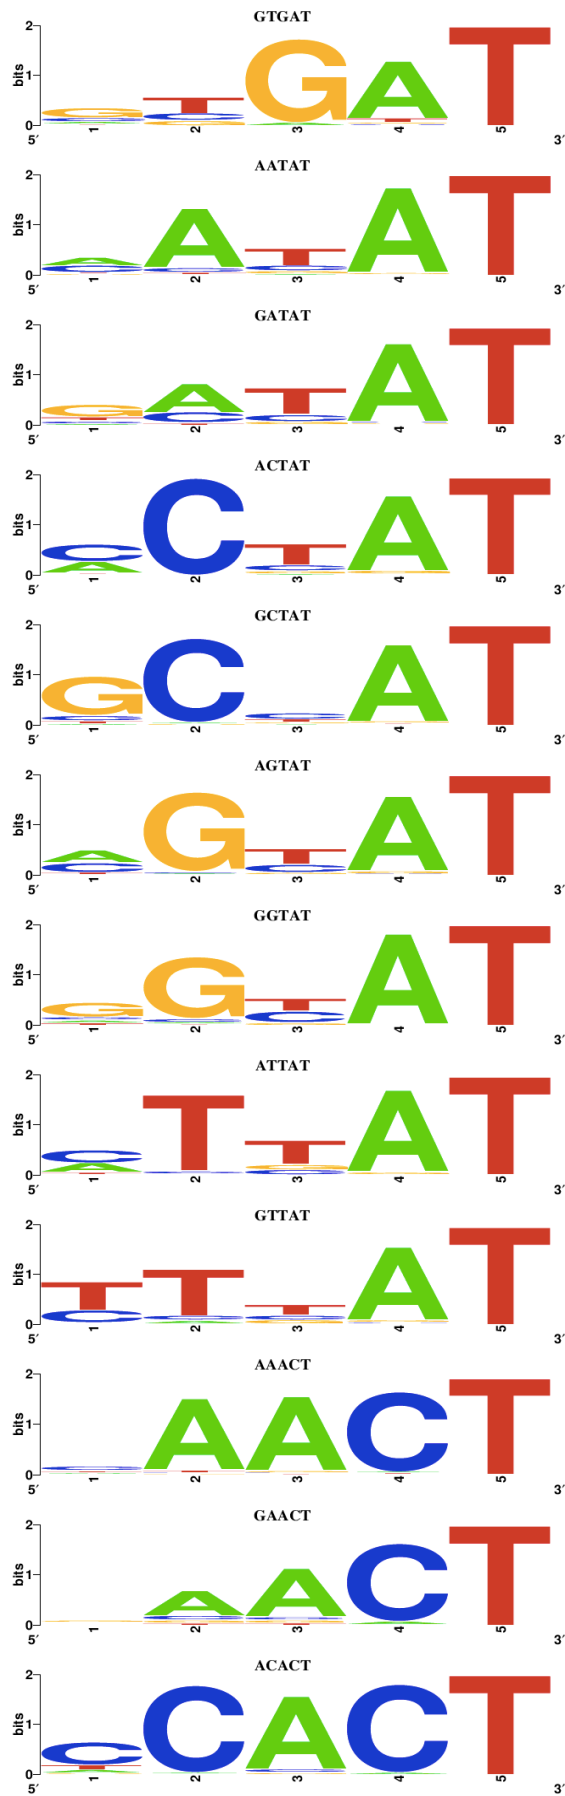 GTGAT
2
bits 1
G T G A T
0
1 2 3 4 5
5′ 3′
AATAT
2
bits 1
A A T A T
0
1 2 3 4 5
5′ 3′
GATAT
2
bits 1
G A T A T
0
1 2 3 4 5
5′ 3′
ACTAT
2
bits 1
C C T A T
A C
0
1 2 3 4 5
5′ 3′
GCTAT
2
bits 1
G C C A T
0
1 2 3 4 5
5′ 3′
AGTAT
2
bits 1
A G T A T
C C
0
1 2 3 4 5
5′ 3′
GGTAT
2
bits 1
G G T A T
C
0
1 2 3 4 5
5′ 3′
ATTAT
2
bits 1
C T T A T
A G
0
1 2 3 4 5
5′ 3′
GTTAT
2
bits 1
T T T A T
C C C
0
1 2 3 4 5
5′ 3′
AAACT
2
bits 1
C A A C T
0
1 2 3 4 5
5′ 3′
GAACT
2
bits 1
A A C T
0
1 2 3 4 5
5′ 3′
ACACT
2
bits 1
C C A C T
T
0
1 2 3 4 5
5′ 3′